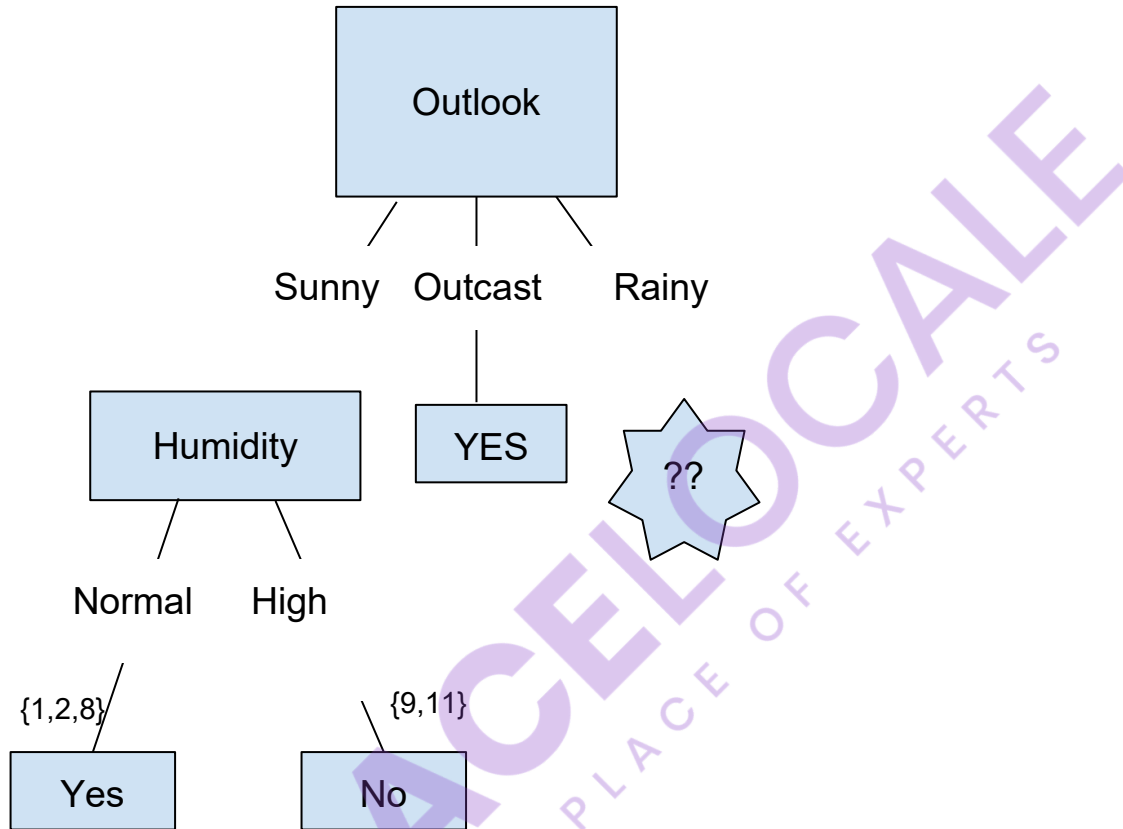 Outlook
Sunny Outcast Rainy
Humidity
YES
??
Normal High
{1,2,8}
{9,11}
Yes
No
ACELOCALE
PLACE OF EXPERTS